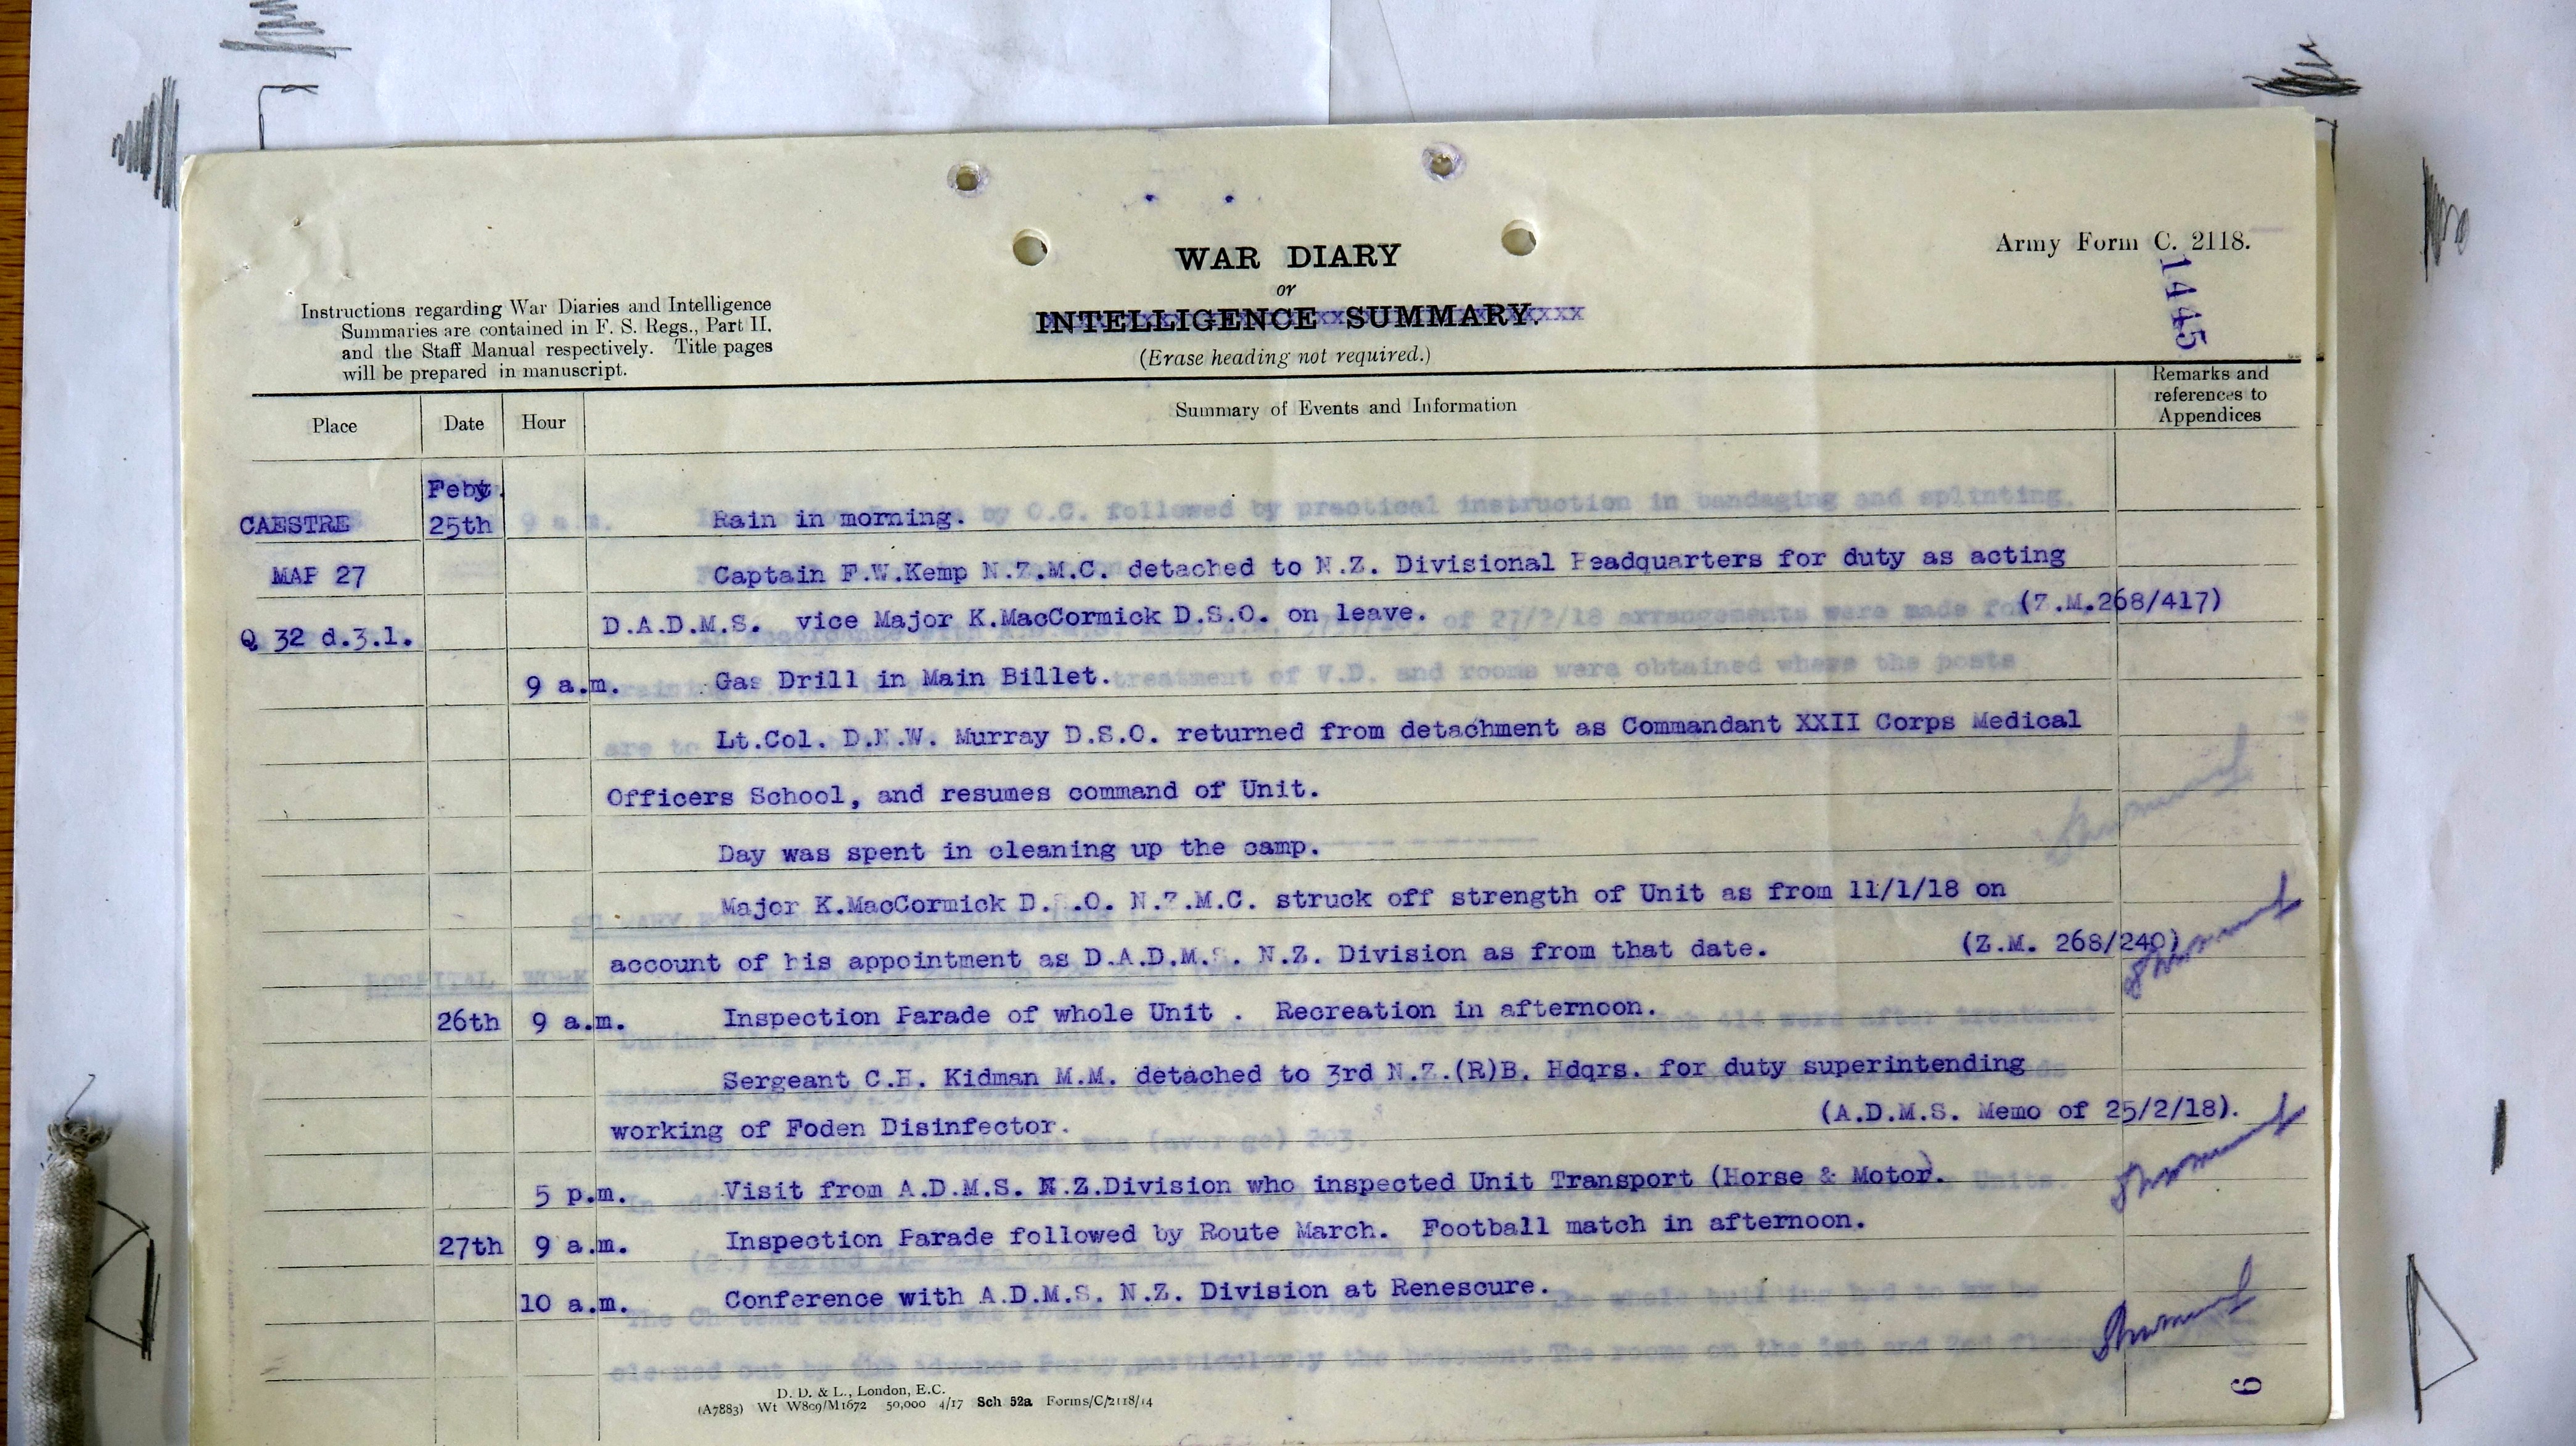 Army Form C. 2118.
1445
WAR DIARY
or
INTELLIGENCE SUMMARY.
(Erase heading not required.)
Instructions regarding War Diaries and Intelligence
Summaries are contained in F. S. Regs., Part II.
and the Staff Manual respectively. Title pages
will be prepared in manuscript.
Place Date Hour Summary of Events and Information Remarks and references to Appendices
Feby.
CAESTRE 25th Rain in morning.
MAP 27 Captain F.W.Kemp N.Z.M.C. detached to N.Z. Divisional Headquarters for duty as acting
Q 32 d.3.1. D.A.D.M.S. vice Major K.MacCormick D.S.O. on leave. (Z.M.268/417)
9 a.m. Gas Drill in Main Billet.
Lt.Col. D.N.W. Murray D.S.O. returned from detachment as Commandant XXII Corps Medical
Officers School, and resumes command of Unit.
Day was spent in cleaning up the camp.
Major K.MacCormick D.S.O. N.Z.M.C. struck off strength of Unit as from 11/1/18 on
account of his appointment as D.A.D.M.S. N.Z. Division as from that date. (Z.M. 268/240)
26th 9 a.m. Inspection Parade of whole Unit . Recreation in afternoon.
Sergeant C.H. Kidman M.M. detached to 3rd N.Z.(R)B. Hdqrs. for duty superintending
working of Foden Disinfector. (A.D.M.S. Memo of 25/2/18).
5 p.m. Visit from A.D.M.S. N.Z.Division who inspected Unit Transport (Horse & Motor).
27th 9 a.m. Inspection Parade followed by Route March. Football match in afternoon.
10 a.m. Conference with A.D.M.S. N.Z. Division at Renescure.
D. D. & L., London, E.C.
(A7883) Wt W809/M1672 50,000 4/17 Sch 52a Forms/C/2118/14
9